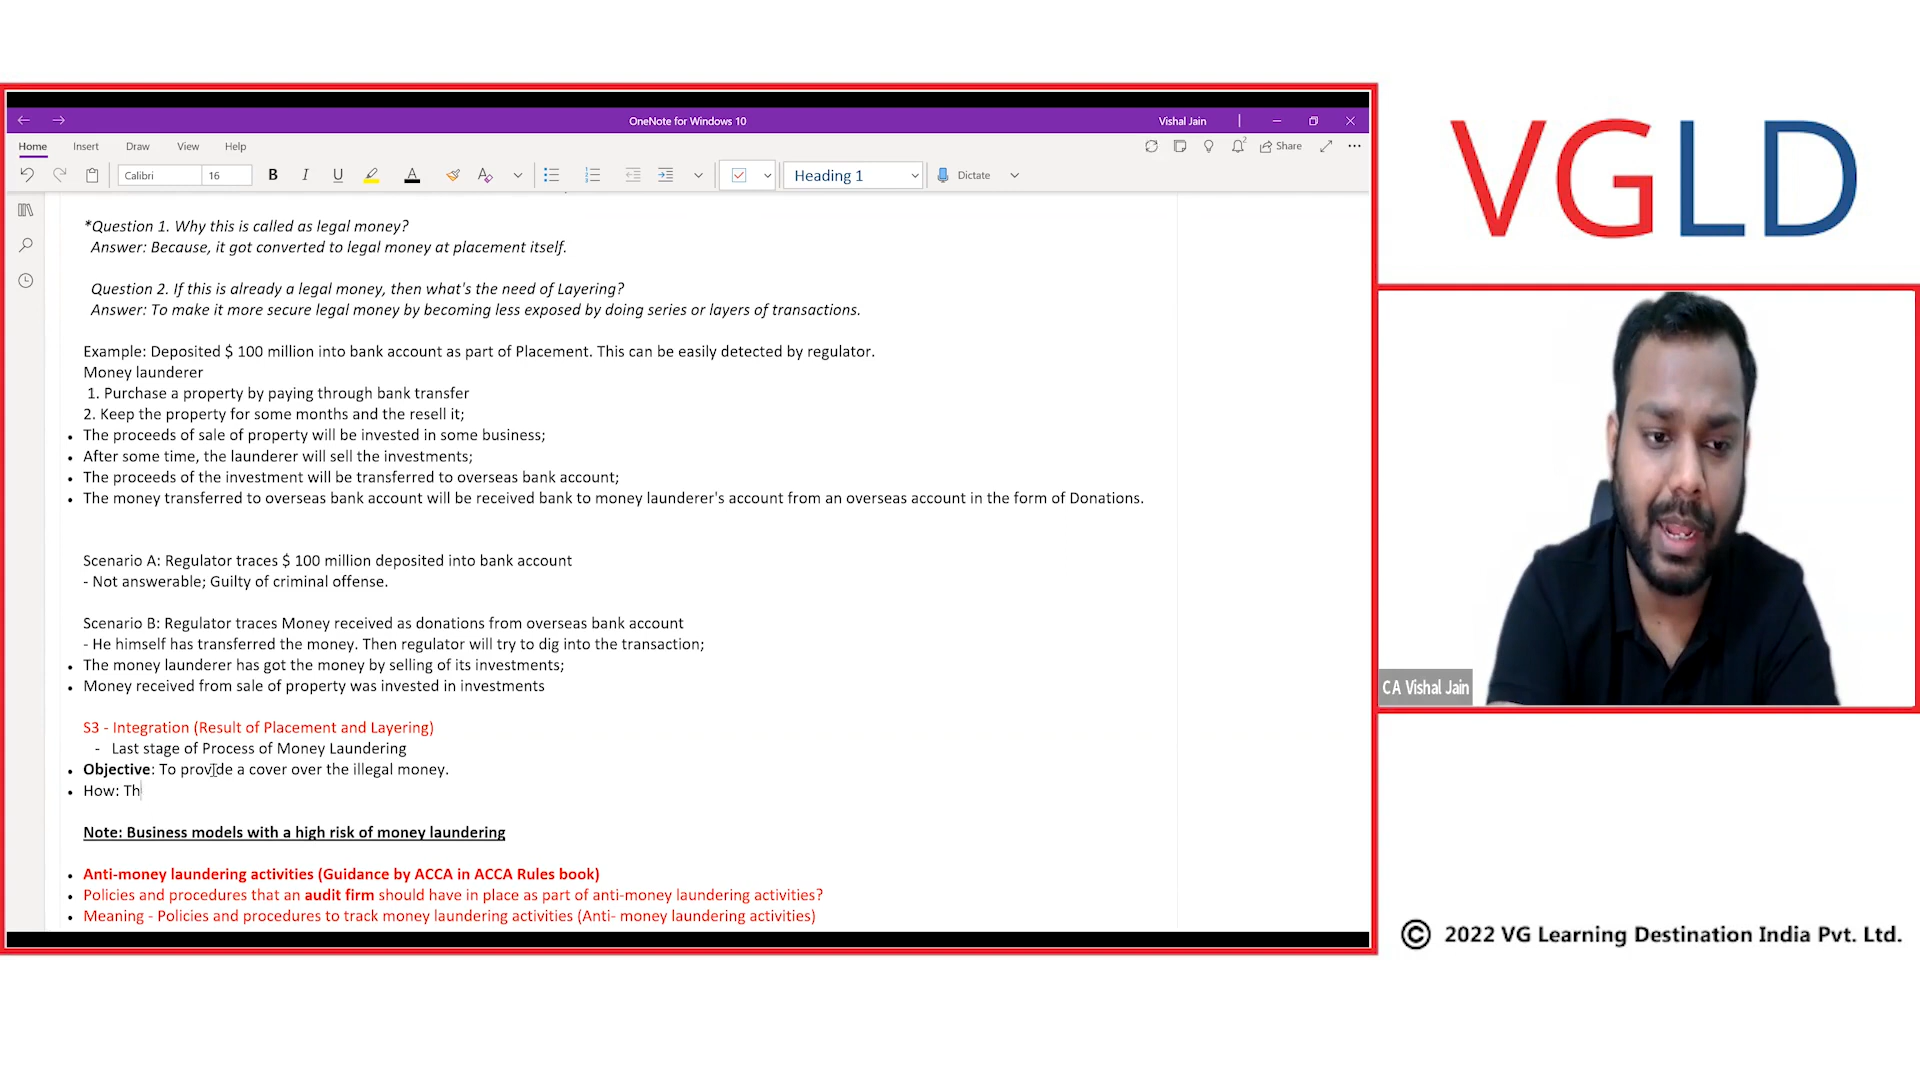 OneNote for Windows 10
Vishal Jain
Home Insert Draw View Help
Share
Calibri 16 B I U A Heading 1 Dictate
*Question 1. Why this is called as legal money?
Answer: Because, it got converted to legal money at placement itself.
Question 2. If this is already a legal money, then what's the need of Layering?
Answer: To make it more secure legal money by becoming less exposed by doing series or layers of transactions.
Example: Deposited $ 100 million into bank account as part of Placement. This can be easily detected by regulator.
Money launderer
1. Purchase a property by paying through bank transfer
2. Keep the property for some months and the resell it;
• The proceeds of sale of property will be invested in some business;
• After some time, the launderer will sell the investments;
• The proceeds of the investment will be transferred to overseas bank account;
• The money transferred to overseas bank account will be received bank to money launderer's account from an overseas account in the form of Donations.
Scenario A: Regulator traces $ 100 million deposited into bank account
- Not answerable; Guilty of criminal offense.
Scenario B: Regulator traces Money received as donations from overseas bank account
- He himself has transferred the money. Then regulator will try to dig into the transaction;
• The money launderer has got the money by selling of its investments;
• Money received from sale of property was invested in investments
S3 - Integration (Result of Placement and Layering)
- Last stage of Process of Money Laundering
• Objective: To provide a cover over the illegal money.
• How: Th
Note: Business models with a high risk of money laundering
• Anti-money laundering activities (Guidance by ACCA in ACCA Rules book)
• Policies and procedures that an audit firm should have in place as part of anti-money laundering activities?
• Meaning - Policies and procedures to track money laundering activities (Anti- money laundering activities)
VGLD
CA Vishal Jain
© 2022 VG Learning Destination India Pvt. Ltd.